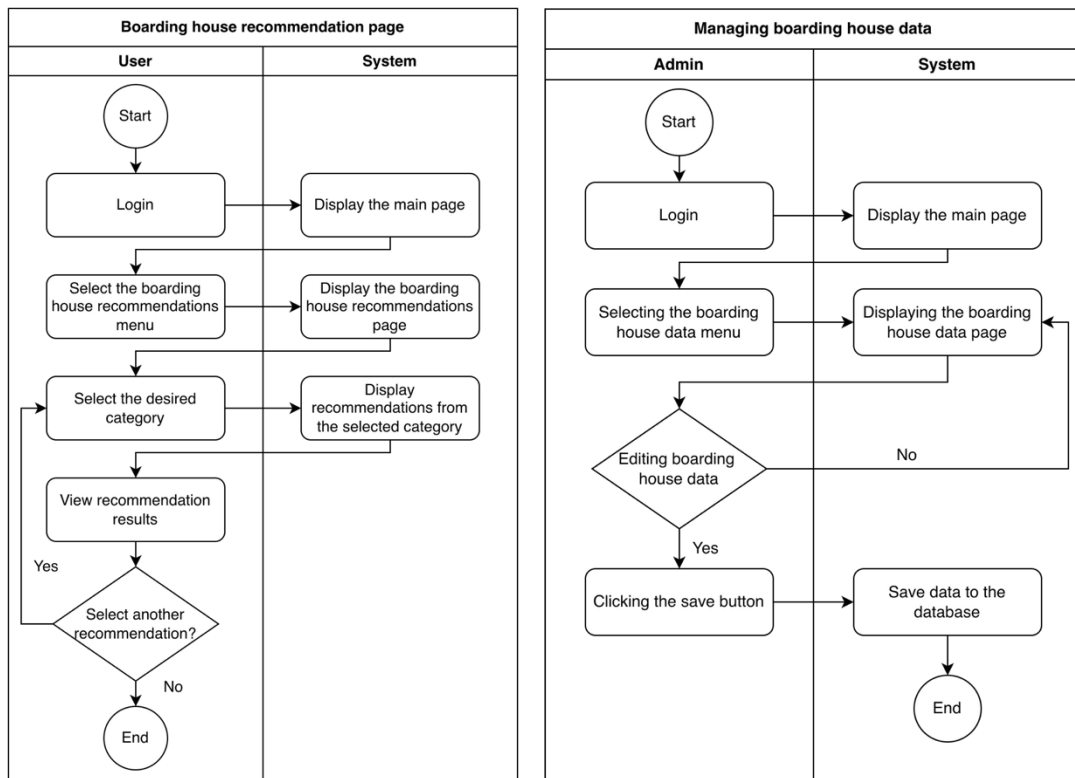 Boarding house recommendation page
User
System
Start
Login
Display the main page
Select the boarding
house recommendations
menu
Display the boarding
house recommendations
page
Select the desired
category
Display
recommendations from
the selected category
View recommendation
results
Yes
Select another
recommendation?
No
End
Managing boarding house data
Admin
System
Start
Login
Display the main page
Selecting the boarding
house data menu
Displaying the boarding
house data page
Editing boarding
house data
No
Yes
Clicking the save button
Save data to the
database
End